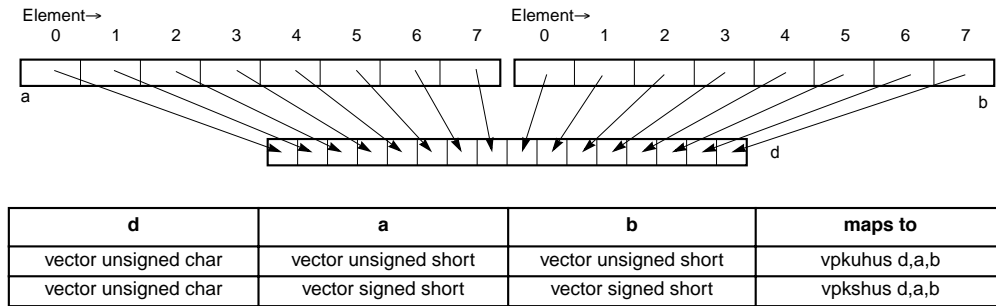 Element→ Element→
0 1 2 3 4 5 6 7 0 1 2 3 4 5 6 7
a b
d
d a b maps to
vector unsigned char vector unsigned short vector unsigned short vpkuhus d,a,b
vector unsigned char vector signed short vector signed short vpkshus d,a,b